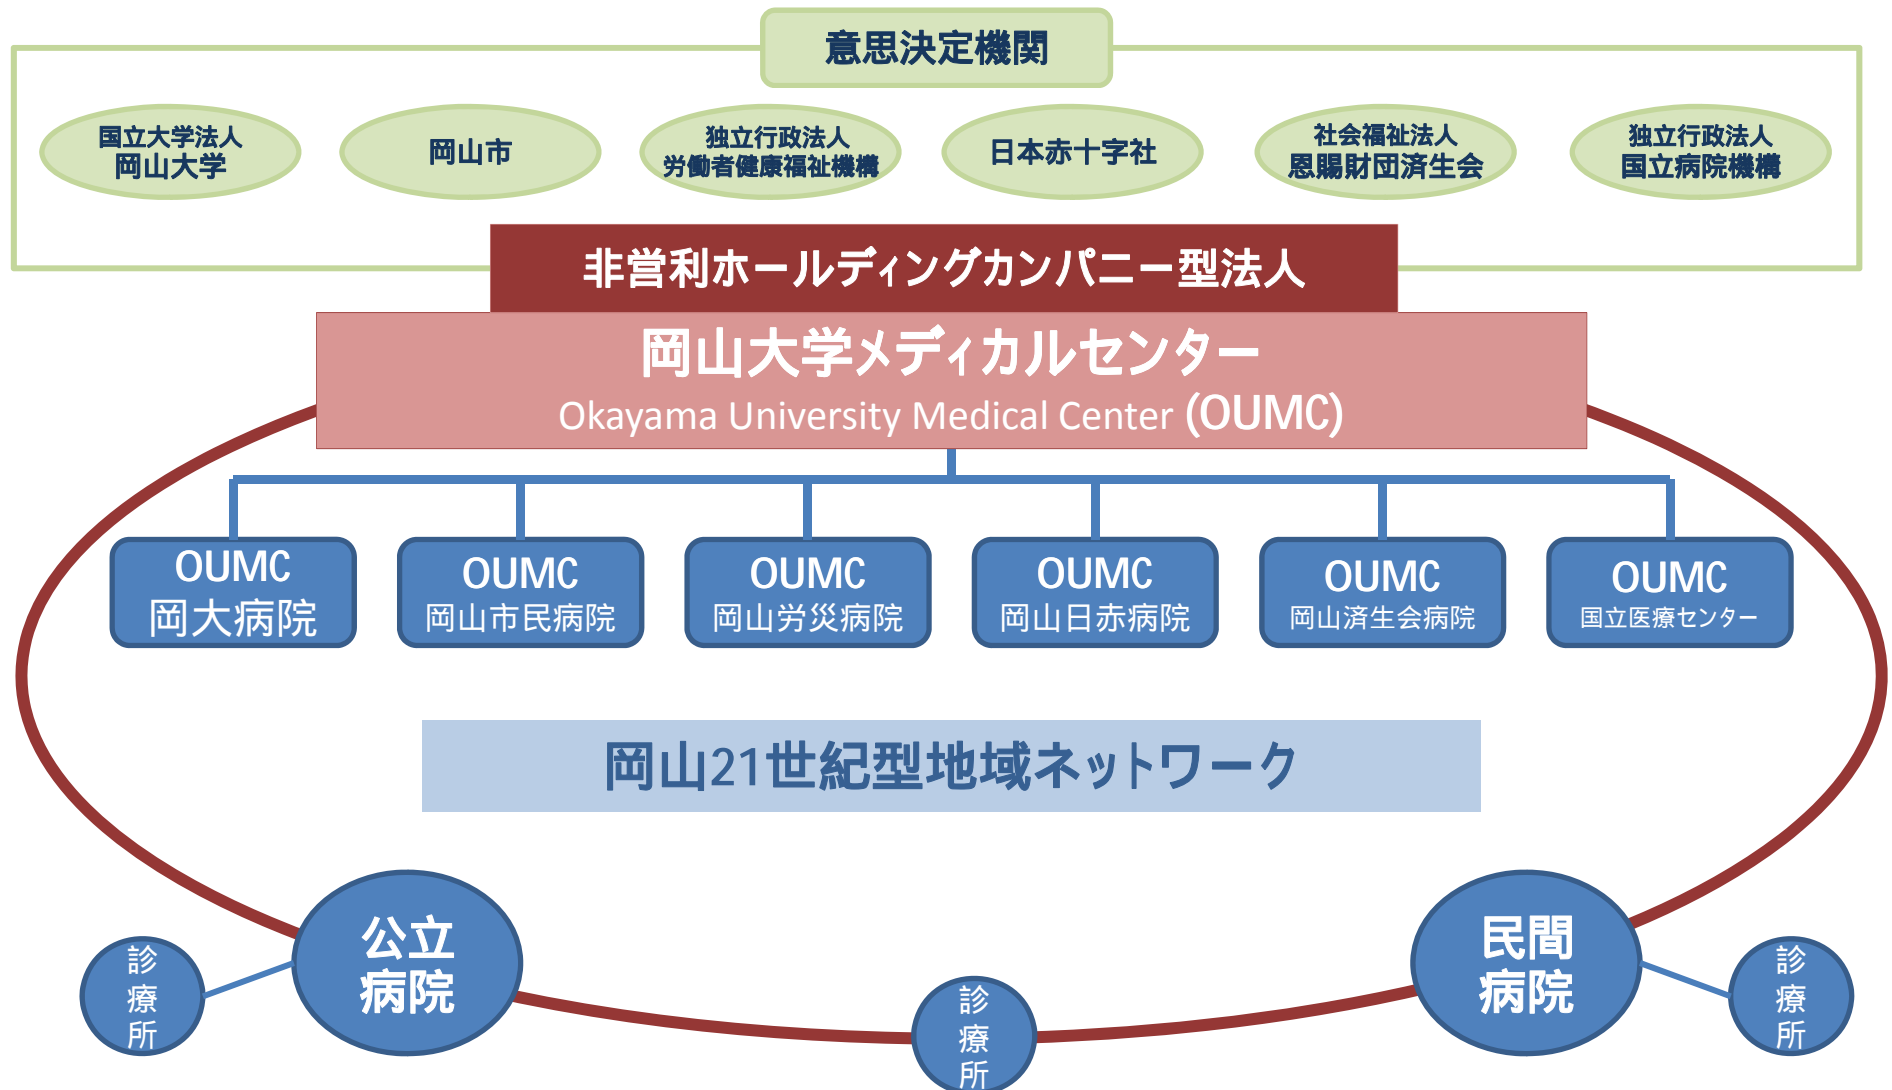 意思決定機関
国立大学法人
岡山大学
岡山市
独立行政法人
労働者健康福祉機構
日本赤十字社
社会福祉法人
恩賜財団済生会
独立行政法人
国立病院機構
非営利ホールディングカンパニー型法人
岡山大学メディカルセンター
Okayama University Medical Center (OUMC)
OUMC
岡大病院
OUMC
岡山市民病院
OUMC
岡山労災病院
OUMC
岡山日赤病院
OUMC
岡山済生会病院
OUMC
国立医療センター
岡山21世紀型地域ネットワーク
公立
病院
民間
病院
診療所
診療所
診療所